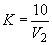 K = 10/V₂